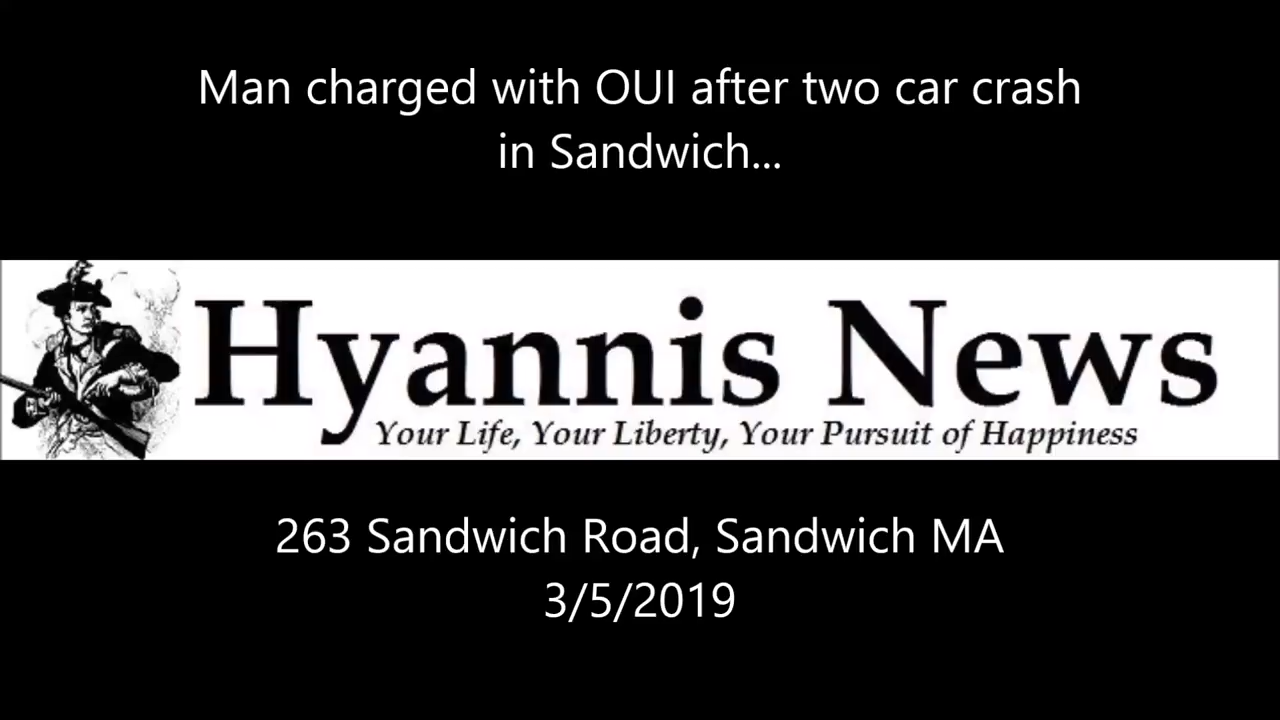 Man charged with OUI after two car crash
in Sandwich...
Hyannis News
Your Life, Your Liberty, Your Pursuit of Happiness
263 Sandwich Road, Sandwich MA
3/5/2019